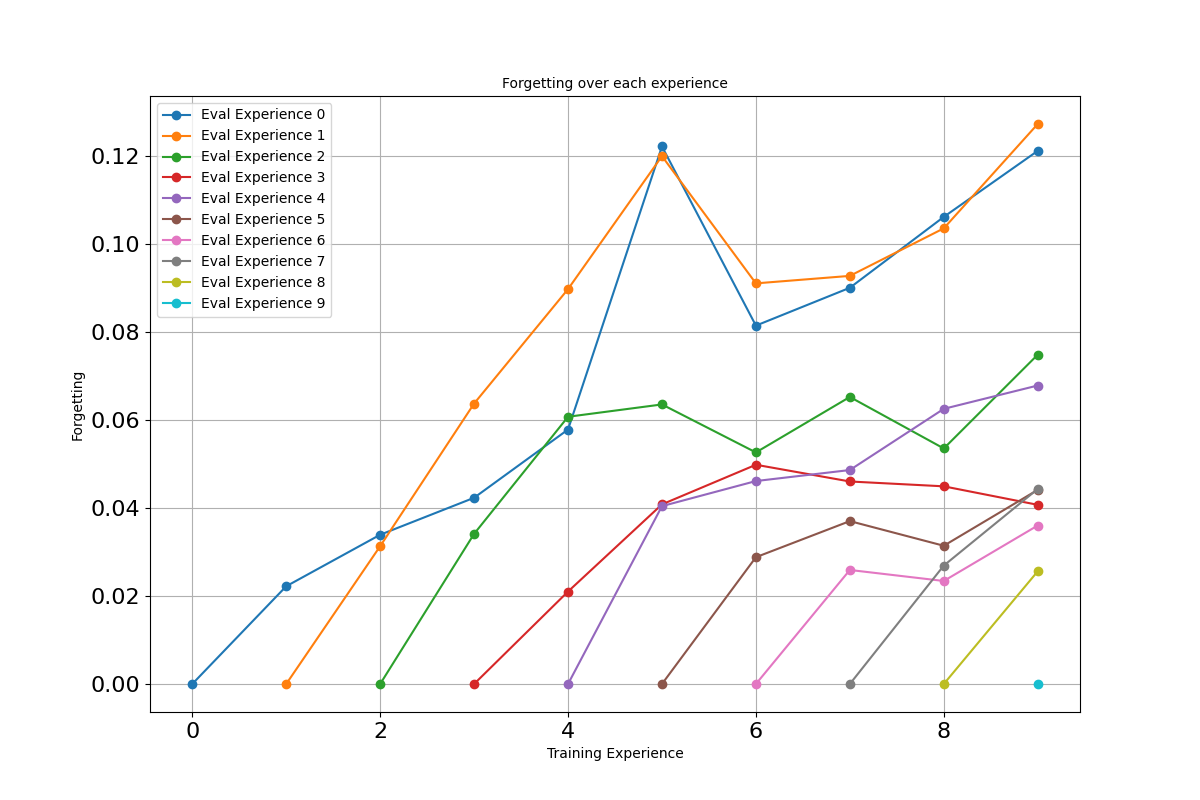 Forgetting over each experience
Eval Experience 0
Eval Experience 1
Eval Experience 2
Eval Experience 3
Eval Experience 4
Eval Experience 5
Eval Experience 6
Eval Experience 7
Eval Experience 8
Eval Experience 9
0.12
0.10
0.08
0.06
0.04
0.02
0.00
Forgetting
0 2 4 6 8
Training Experience